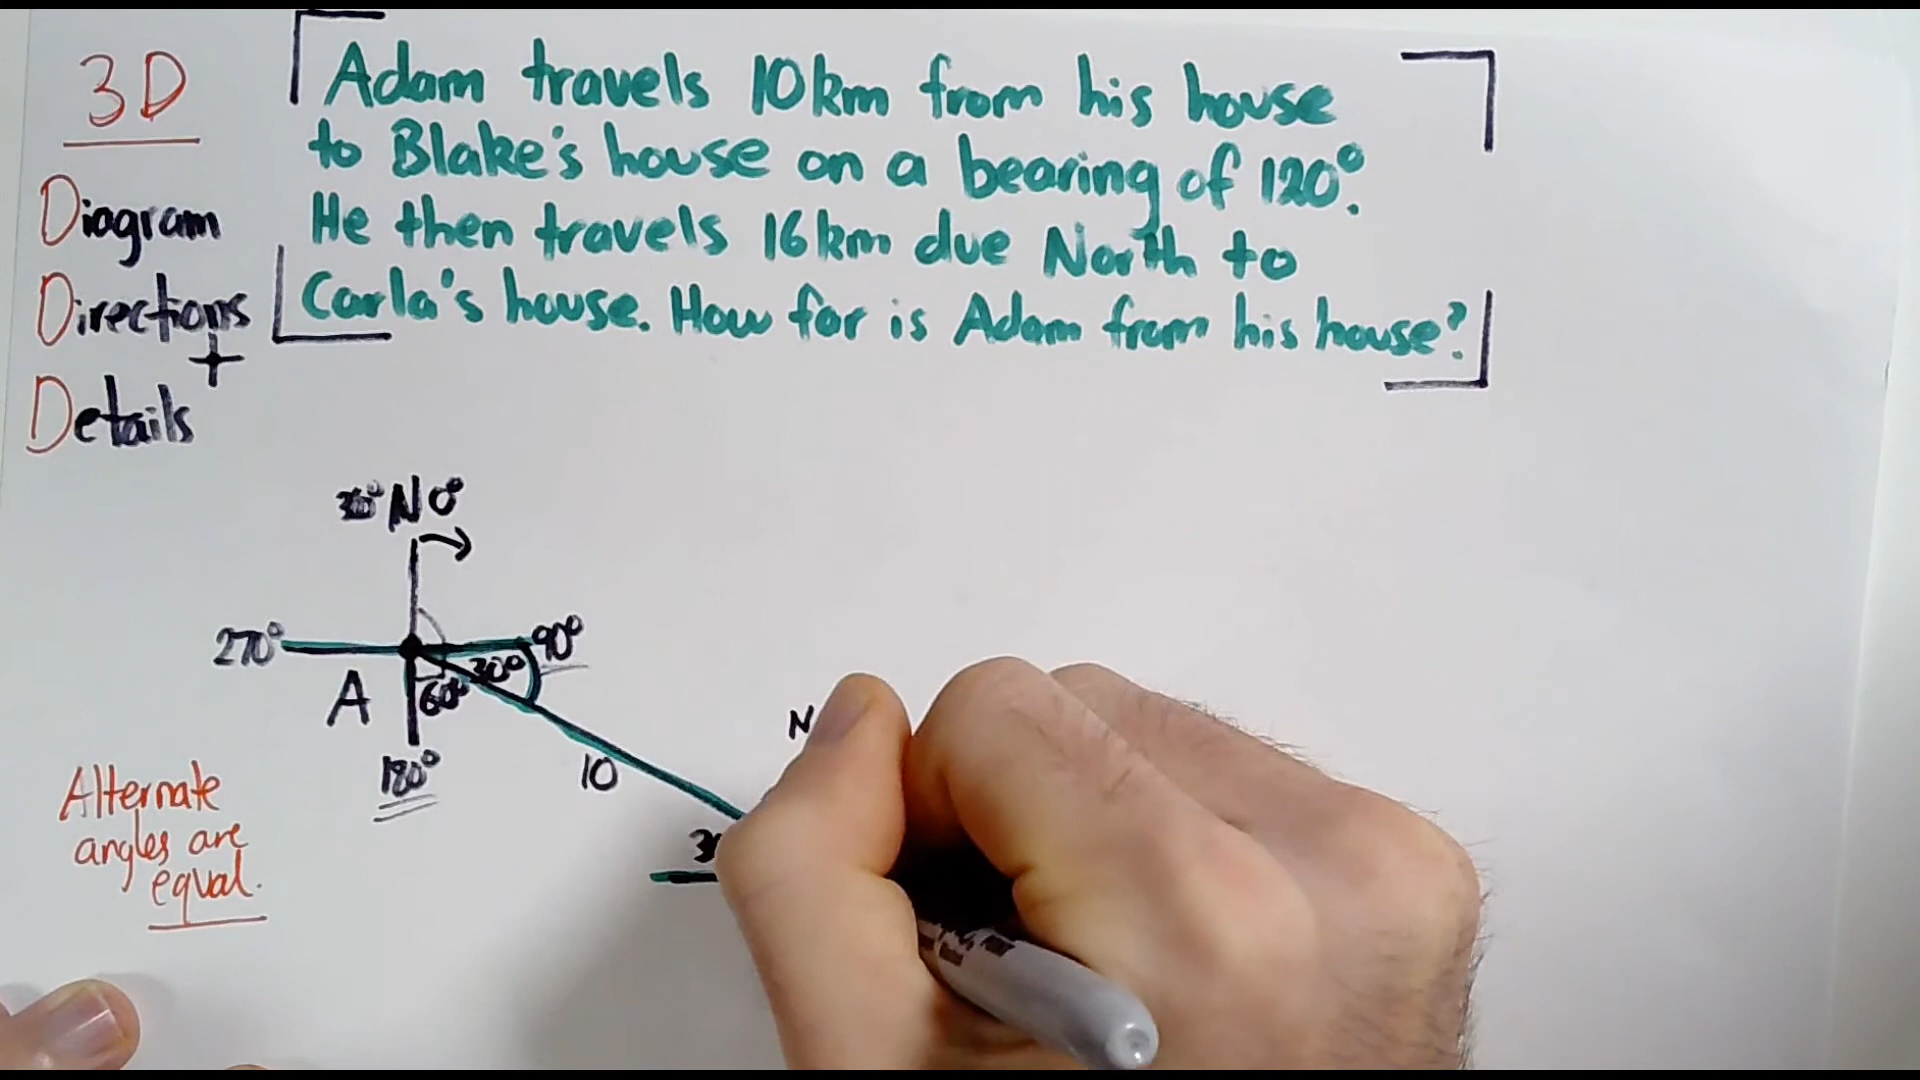 3D
Diagram
Directions
+
Details
Adam travels 10km from his house
to Blake's house on a bearing of 120°.
He then travels 16km due North to
Carla's house. How far is Adam from his house?
360° N 0°
270°
90°
30°
60°
A
180°
10
N
Alternate
angles are
equal.